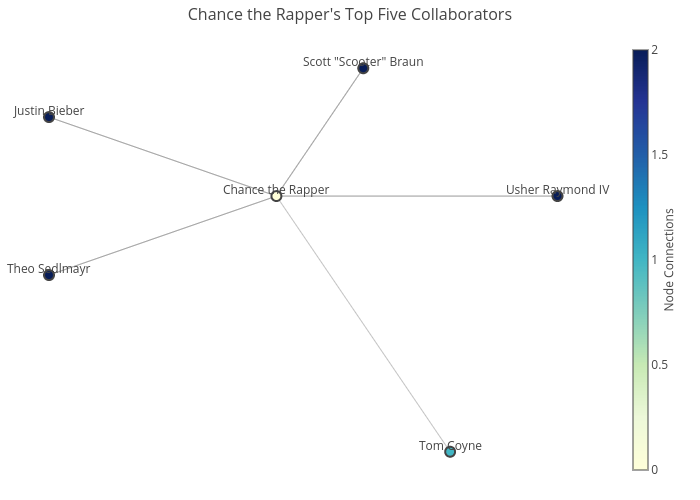 Chance the Rapper's Top Five Collaborators
Scott "Scooter" Braun
Justin Bieber
Chance the Rapper
Usher Raymond IV
Theo Sedlmayr
Tom Coyne
2
1.5
1
0.5
0
Node Connections